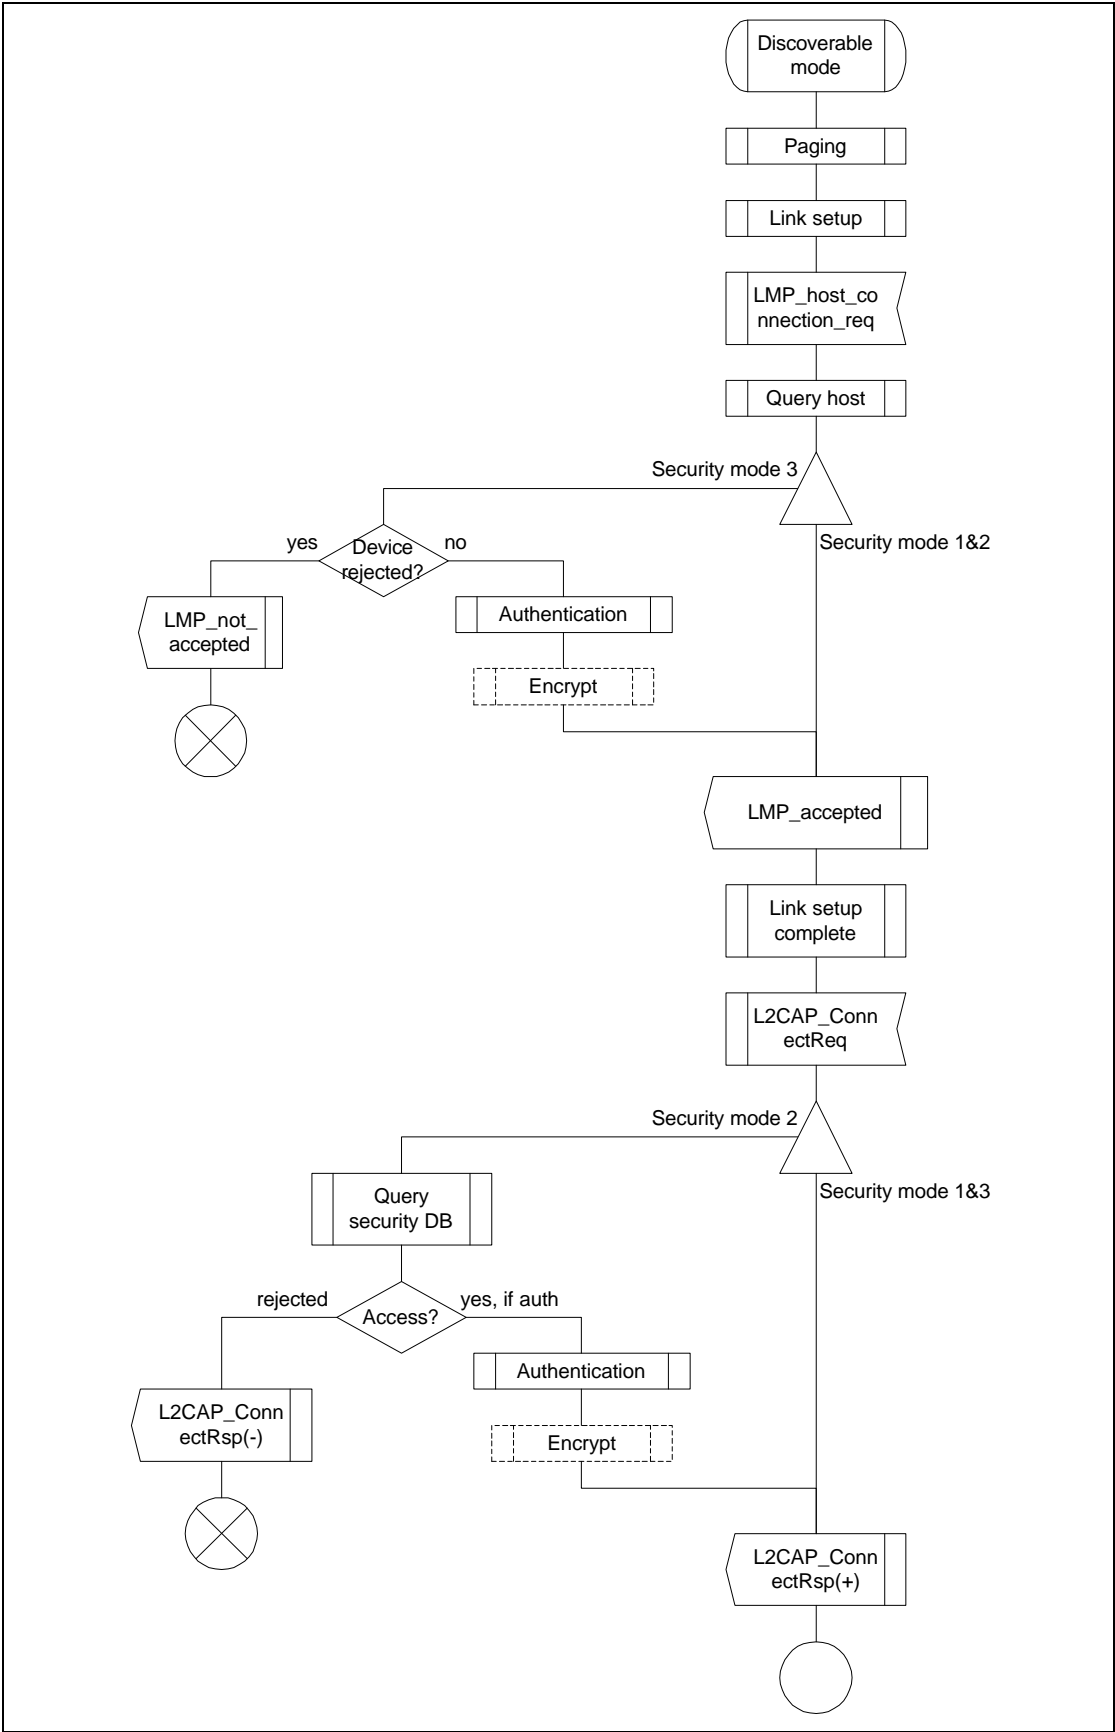 Discoverable
mode
Paging
Link setup
LMP_host_co
nnection_req
Query host
Security mode 3
Security mode 1&2
yes
Device
rejected?
no
LMP_not_
accepted
Authentication
Encrypt
LMP_accepted
Link setup
complete
L2CAP_Conn
ectReq
Security mode 2
Security mode 1&3
Query
security DB
rejected
Access?
yes, if auth
Authentication
L2CAP_Conn
ectRsp(-)
Encrypt
L2CAP_Conn
ectRsp(+)